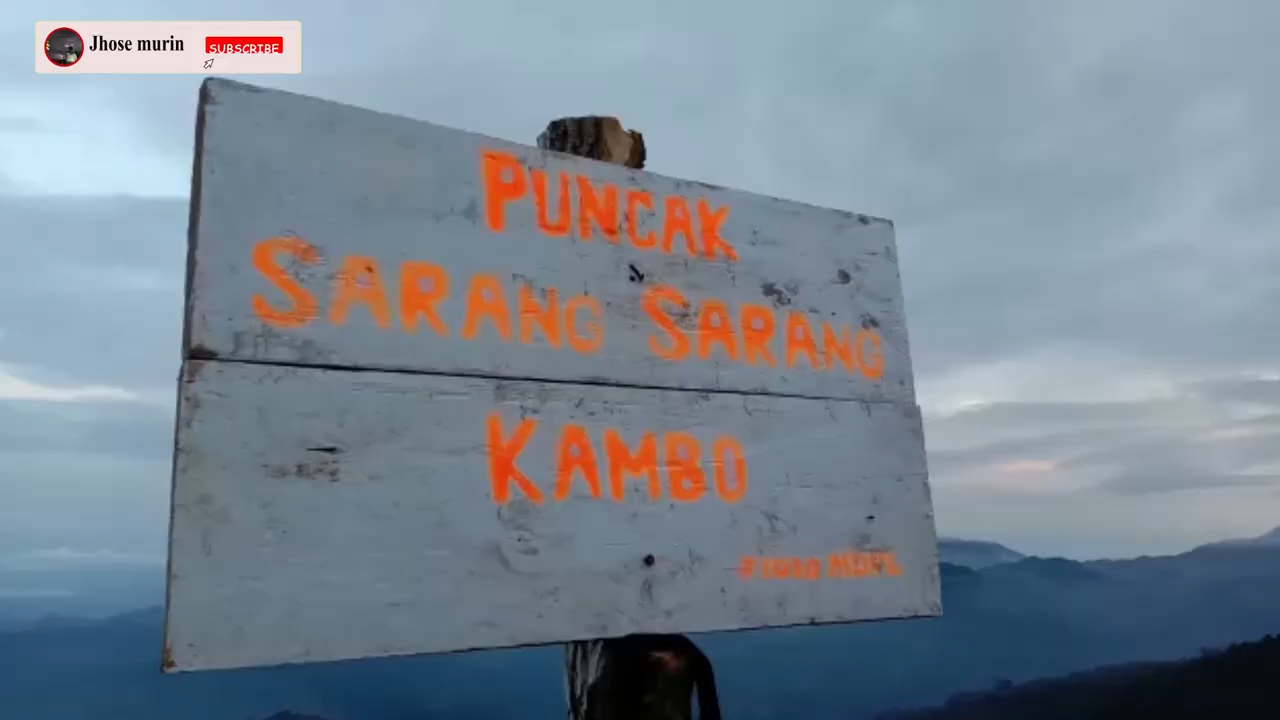 Jhose murin
SUBSCRIBE
PUNCAK
SARANG SARANG
KAMBO